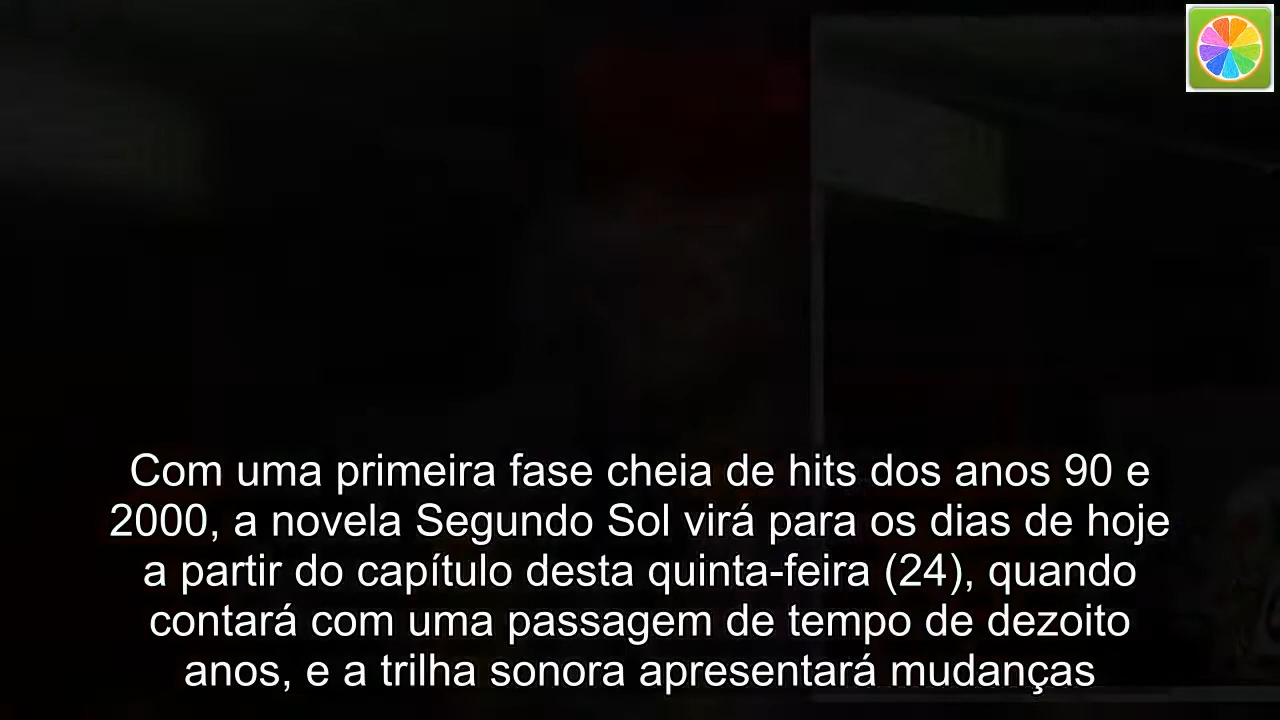 Com uma primeira fase cheia de hits dos anos 90 e
2000, a novela Segundo Sol virá para os dias de hoje
a partir do capítulo desta quinta-feira (24), quando
contará com uma passagem de tempo de dezoito
anos, e a trilha sonora apresentará mudanças